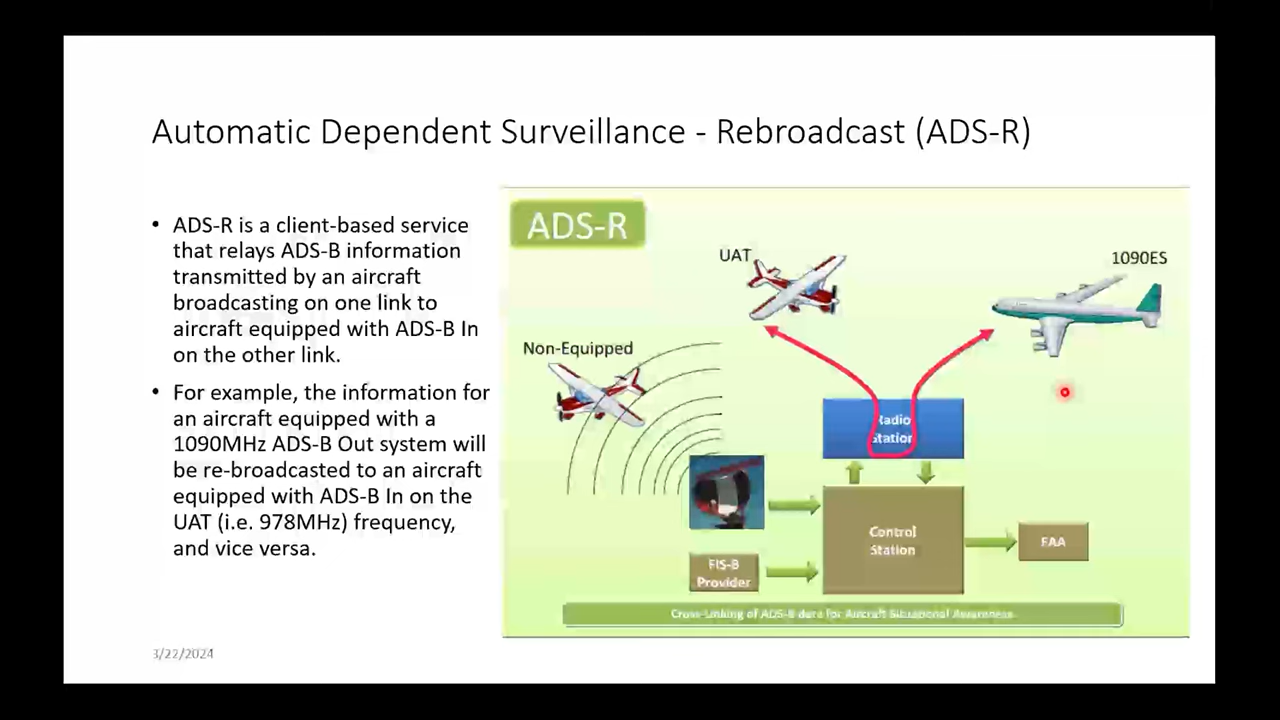 Automatic Dependent Surveillance - Rebroadcast (ADS-R)
• ADS-R is a client-based service
that relays ADS-B information
transmitted by an aircraft
broadcasting on one link to
aircraft equipped with ADS-B In
on the other link.
• For example, the information for
an aircraft equipped with a
1090MHz ADS-B Out system will
be re-broadcasted to an aircraft
equipped with ADS-B In on the
UAT (i.e. 978MHz) frequency,
and vice versa.
ADS-R
UAT
1090ES
Non-Equipped
Radio
Station
Control
Station
FAA
FIS-B
Provider
Cross-Linking of ADS-B data for Aircraft Situational Awareness
3/22/2024